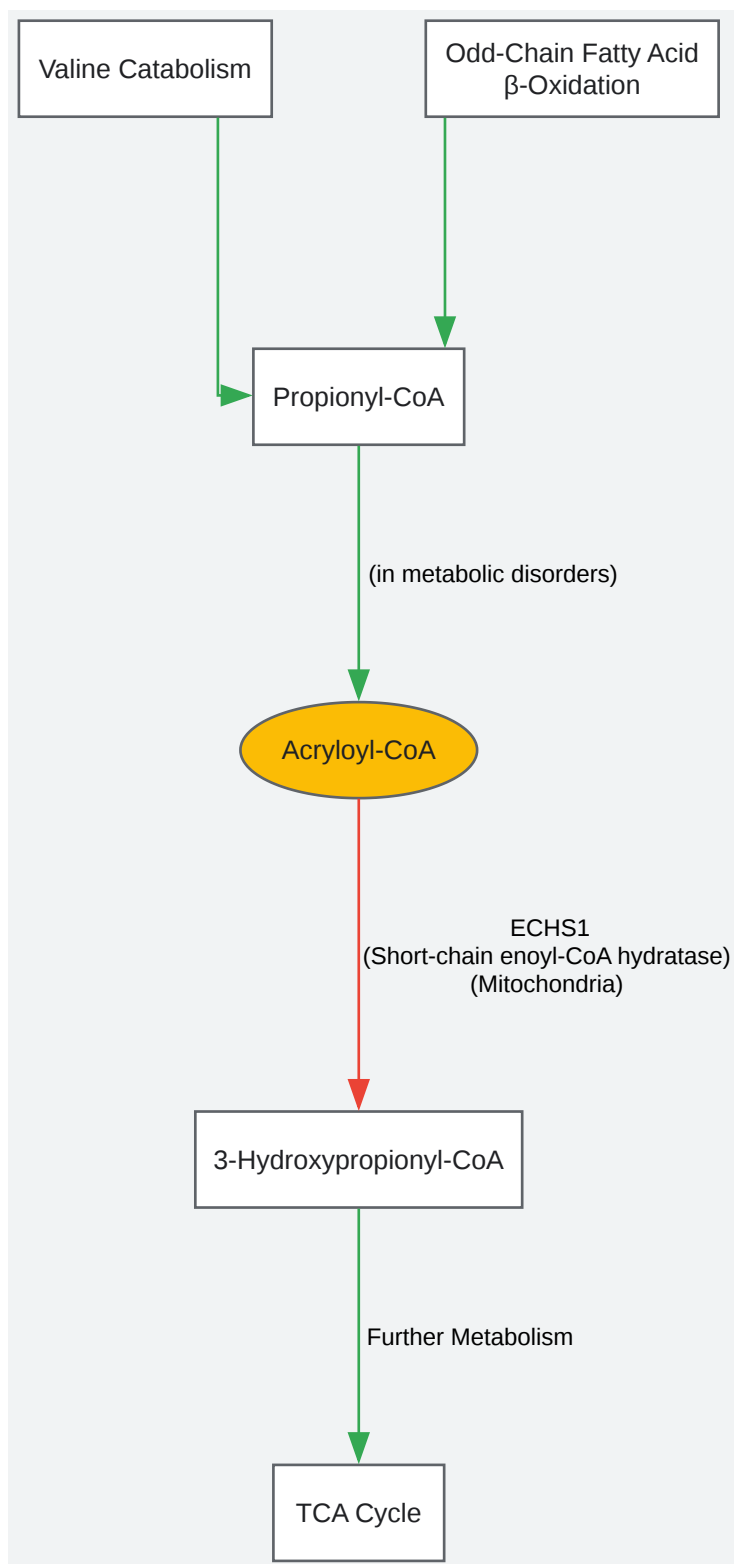 Valine Catabolism
Odd-Chain Fatty Acid
β-Oxidation
Propionyl-CoA
(in metabolic disorders)
Acryloyl-CoA
ECHS1
(Short-chain enoyl-CoA hydratase)
(Mitochondria)
3-Hydroxypropionyl-CoA
Further Metabolism
TCA Cycle